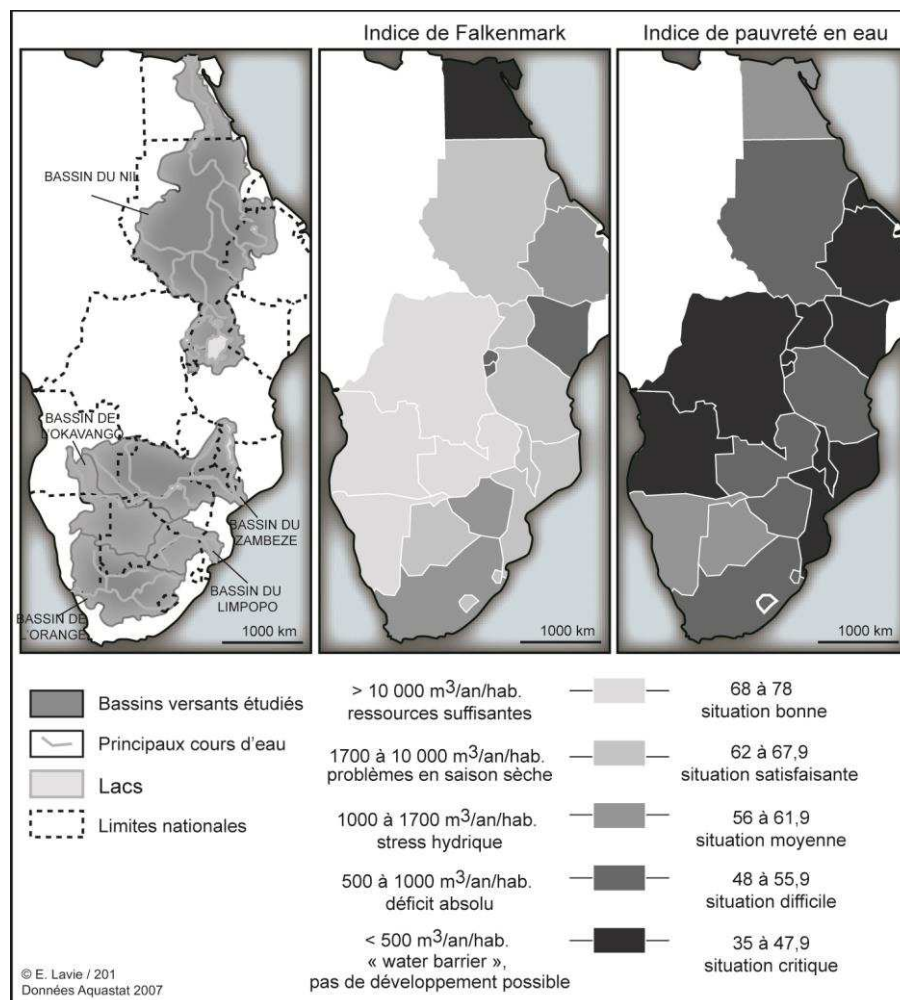 Indice de Falkenmark
Indice de pauvreté en eau
BASSIN DU NIL
BASSIN DE
L'OKAVANGO
BASSIN DU
ZAMBEZE
BASSIN DU
LIMPOPO
BASSIN DE
L'ORANGE
1000 km
1000 km
1000 km
Bassins versants étudiés
Principaux cours d'eau
Lacs
Limites nationales
> 10 000 m³/an/hab.
ressources suffisantes
68 à 78
situation bonne
1700 à 10 000 m³/an/hab.
problèmes en saison sèche
62 à 67,9
situation satisfaisante
1000 à 1700 m³/an/hab.
stress hydrique
56 à 61,9
situation moyenne
500 à 1000 m³/an/hab.
déficit absolu
48 à 55,9
situation difficile
< 500 m³/an/hab.
« water barrier »,
pas de développement possible
35 à 47,9
situation critique
© E. Lavie / 201
Données Aquastat 2007